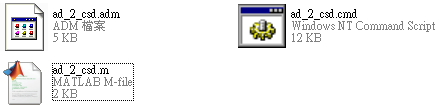 ad_2_csd.adm
ADM 檔案
5 KB
ad_2_csd.cmd
Windows NT Command Script
12 KB
ad_2_csd.m
MATLAB M-file
2 KB